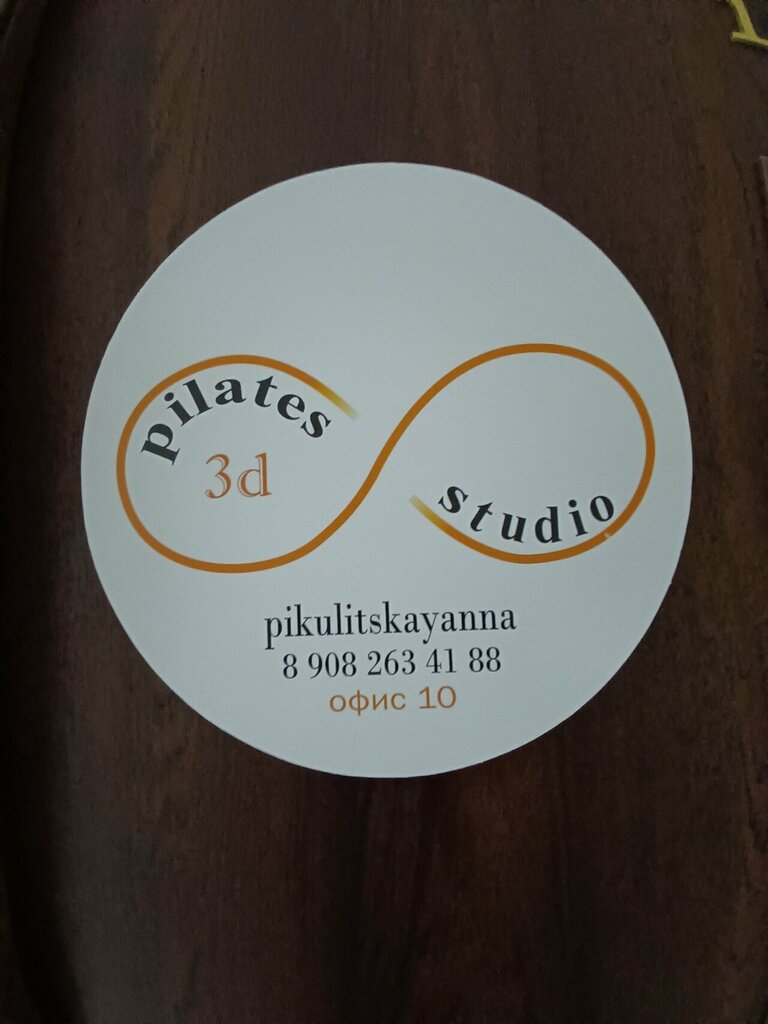 pilates
3d
studio
pikulitskayanna
8 908 263 41 88
офис 10